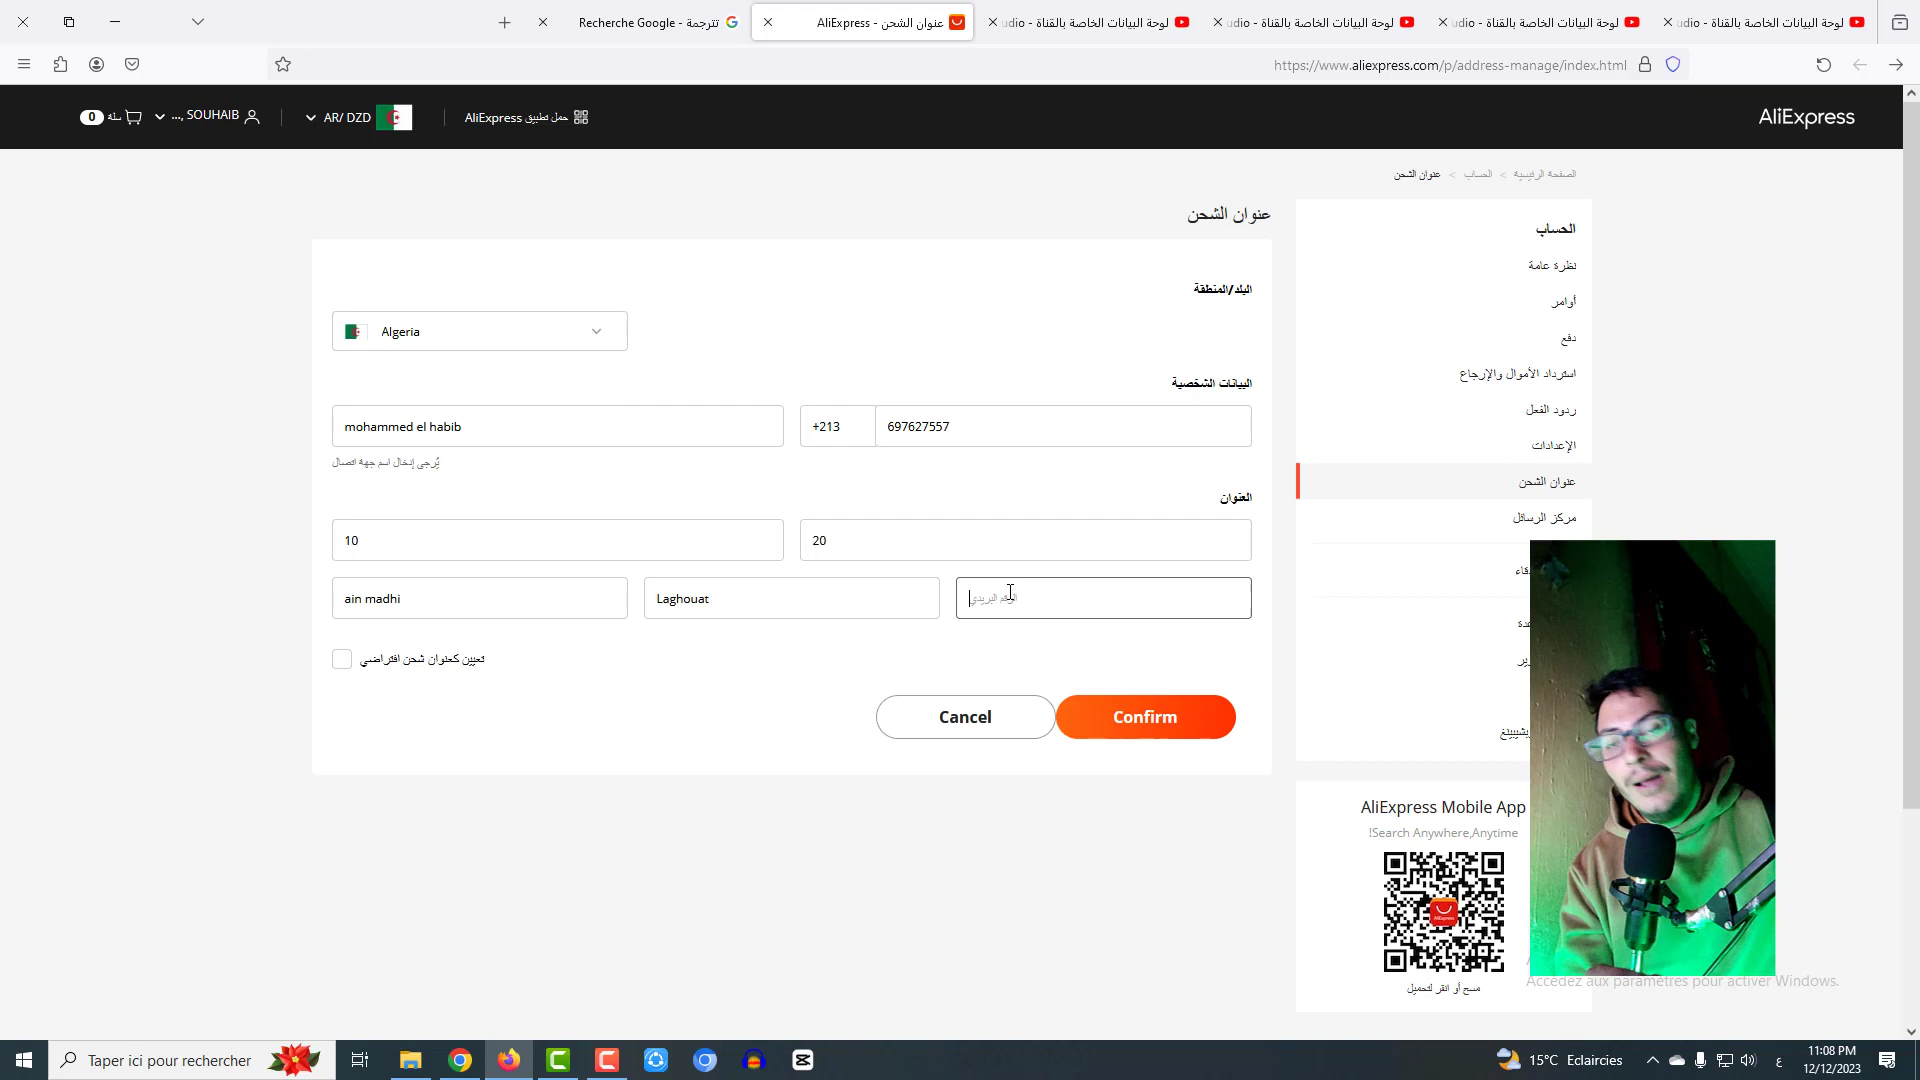 تترجمة - Recherche Google
عنوان الشحن - AliExpress
لوحة البيانات الخاصة بالقناة - udio
لوحة البيانات الخاصة بالقناة - udio
لوحة البيانات الخاصة بالقناة - udio
لوحة البيانات الخاصة بالقناة - udio
https://www.aliexpress.com/p/address-manage/index.html
AliExpress
حمل تطبيق AliExpress
AR/ DZD
SOUHAIB ,...
سلة
0
الصفحة الرئيسية > الحساب > عنوان الشحن
الحساب
نظرة عامة
أوامر
دفع
استرداد الأموال والإرجاع
ردود الفعل
الإعدادات
عنوان الشحن
مركز الرسائل
عنوان الشحن
البلد/المنطقة
Algeria
البيانات الشخصية
mohammed el habib
+213
697627557
يُرجى إدخال اسم جهة اتصال
العنوان
10
20
ain madhi
Laghouat
الرقم البريدي
تعيين كعنوان شحن افتراضي
Cancel
Confirm
AliExpress Mobile App
!Search Anywhere,Anytime
مسح أو انقر لتحميل
Accédez aux paramètres pour activer Windows.
Taper ici pour rechercher
15°C Eclaircies
ع
11:08 PM
12/12/2023